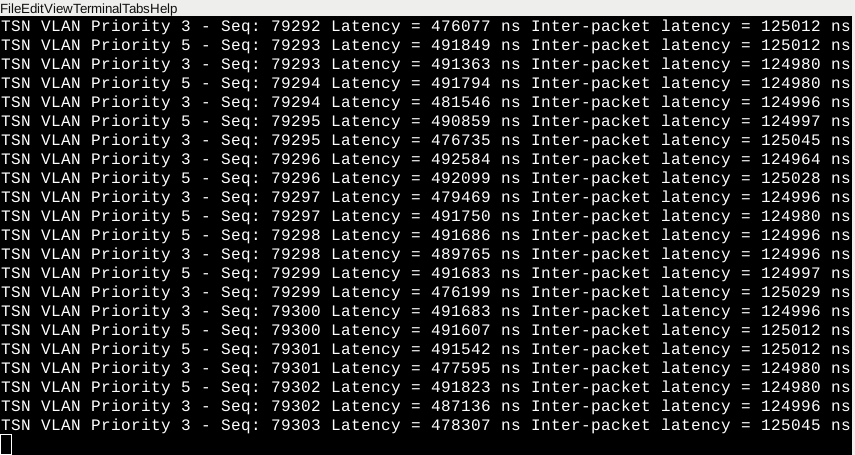 FileEditViewTerminalTabsHelp
TSN VLAN Priority 3 - Seq: 79292 Latency = 476077 ns Inter-packet latency = 125012 ns
TSN VLAN Priority 5 - Seq: 79293 Latency = 491849 ns Inter-packet latency = 125012 ns
TSN VLAN Priority 3 - Seq: 79293 Latency = 491363 ns Inter-packet latency = 124980 ns
TSN VLAN Priority 5 - Seq: 79294 Latency = 491794 ns Inter-packet latency = 124980 ns
TSN VLAN Priority 3 - Seq: 79294 Latency = 481546 ns Inter-packet latency = 124996 ns
TSN VLAN Priority 5 - Seq: 79295 Latency = 490859 ns Inter-packet latency = 124997 ns
TSN VLAN Priority 3 - Seq: 79295 Latency = 476735 ns Inter-packet latency = 125045 ns
TSN VLAN Priority 3 - Seq: 79296 Latency = 492584 ns Inter-packet latency = 124964 ns
TSN VLAN Priority 5 - Seq: 79296 Latency = 492099 ns Inter-packet latency = 125028 ns
TSN VLAN Priority 3 - Seq: 79297 Latency = 479469 ns Inter-packet latency = 124996 ns
TSN VLAN Priority 5 - Seq: 79297 Latency = 491750 ns Inter-packet latency = 124980 ns
TSN VLAN Priority 5 - Seq: 79298 Latency = 491686 ns Inter-packet latency = 124996 ns
TSN VLAN Priority 3 - Seq: 79298 Latency = 489765 ns Inter-packet latency = 124996 ns
TSN VLAN Priority 5 - Seq: 79299 Latency = 491683 ns Inter-packet latency = 124997 ns
TSN VLAN Priority 3 - Seq: 79299 Latency = 476199 ns Inter-packet latency = 125029 ns
TSN VLAN Priority 3 - Seq: 79300 Latency = 491683 ns Inter-packet latency = 124996 ns
TSN VLAN Priority 5 - Seq: 79300 Latency = 491607 ns Inter-packet latency = 125012 ns
TSN VLAN Priority 5 - Seq: 79301 Latency = 491542 ns Inter-packet latency = 125012 ns
TSN VLAN Priority 3 - Seq: 79301 Latency = 477595 ns Inter-packet latency = 124980 ns
TSN VLAN Priority 5 - Seq: 79302 Latency = 491823 ns Inter-packet latency = 124980 ns
TSN VLAN Priority 3 - Seq: 79302 Latency = 487136 ns Inter-packet latency = 124996 ns
TSN VLAN Priority 3 - Seq: 79303 Latency = 478307 ns Inter-packet latency = 125045 ns